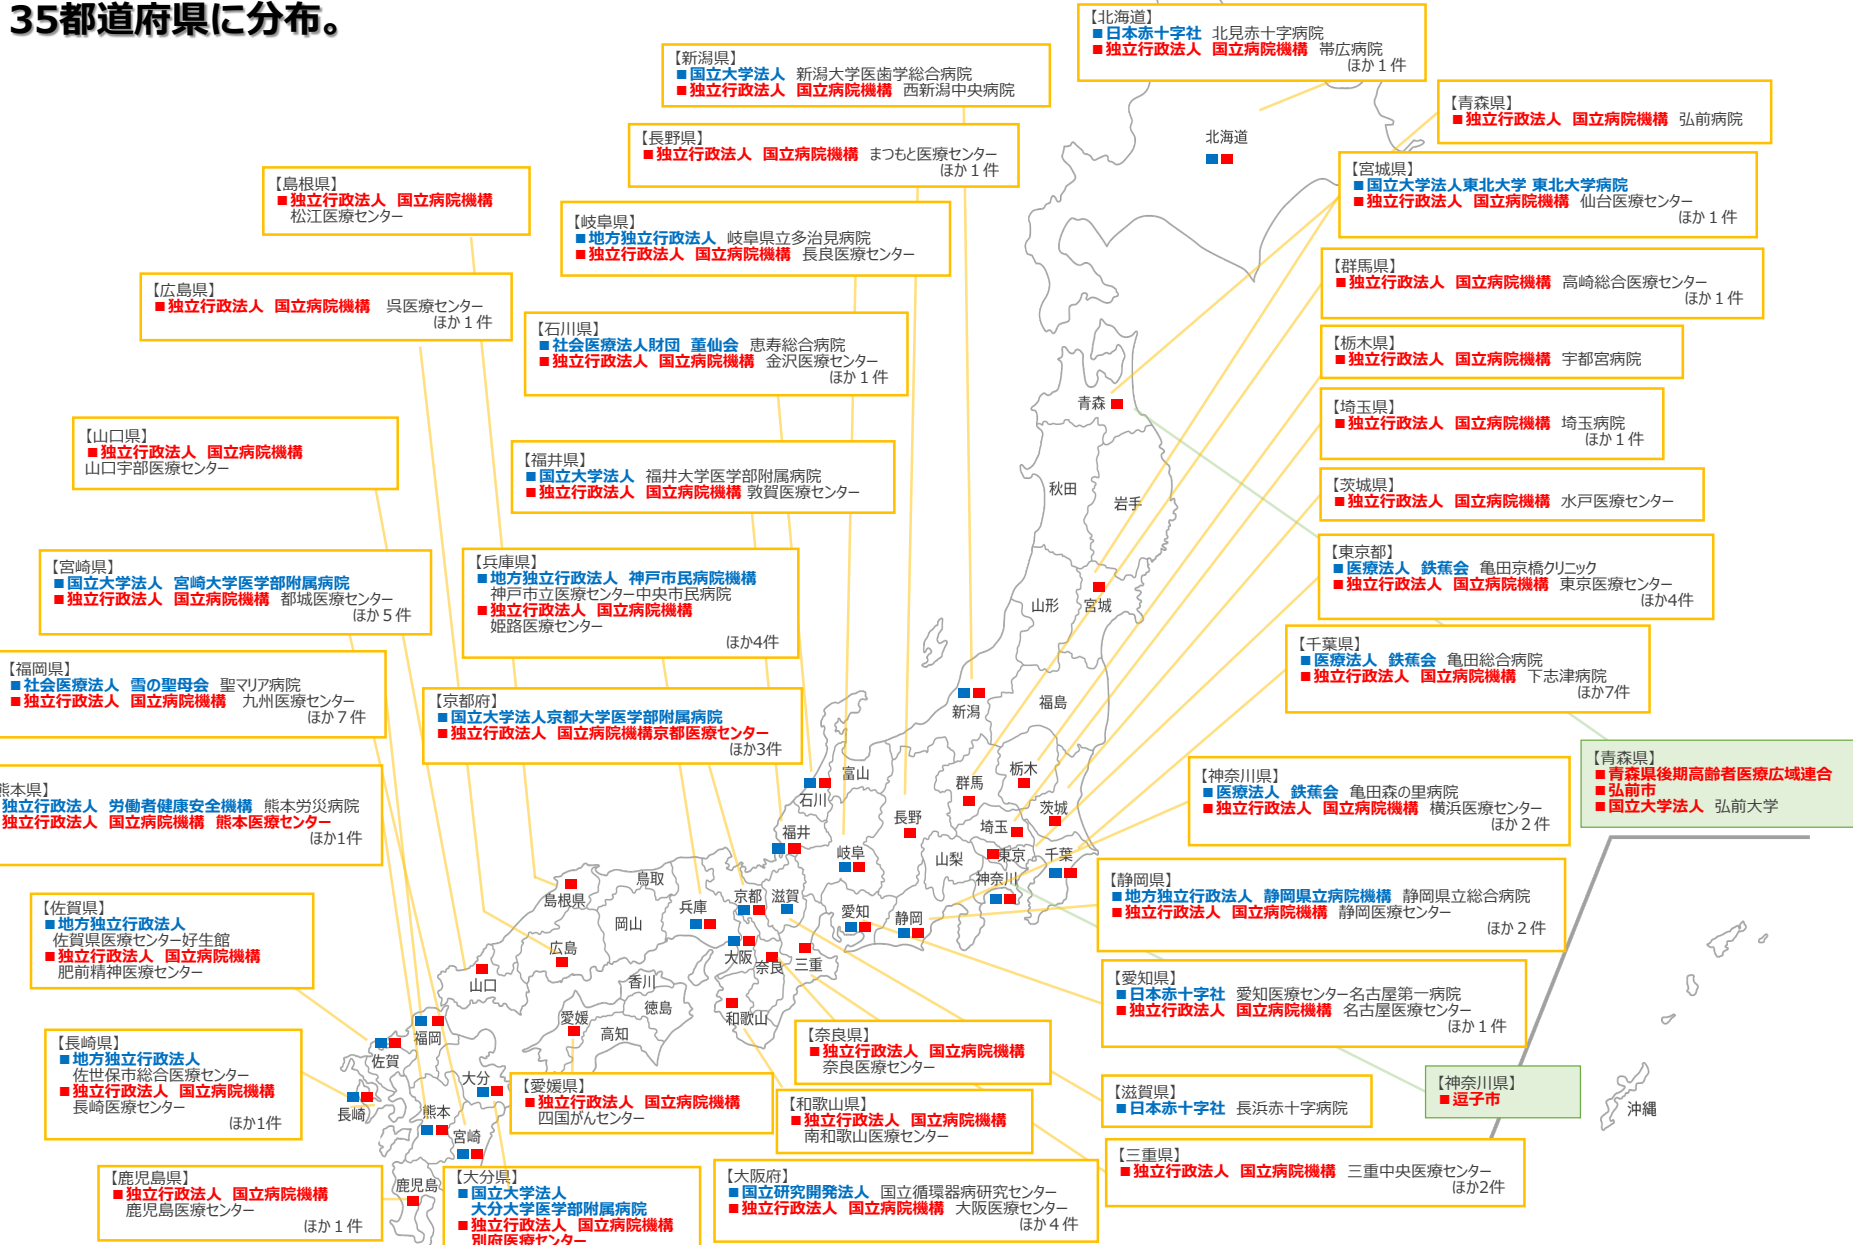 35都道府県に分布。
【北海道】
■日本赤十字社 北見赤十字病院
■独立行政法人 国立病院機構 帯広病院
ほか１件
【新潟県】
■国立大学法人 新潟大学医歯学総合病院
■独立行政法人 国立病院機構 西新潟中央病院
【青森県】
■独立行政法人 国立病院機構 弘前病院
【長野県】
■独立行政法人 国立病院機構 まつもと医療センター
ほか１件
【宮城県】
■国立大学法人東北大学 東北大学病院
■独立行政法人 国立病院機構 仙台医療センター
ほか１件
【島根県】
■独立行政法人 国立病院機構
松江医療センター
【岐阜県】
■地方独立行政法人 岐阜県立多治見病院
■独立行政法人 国立病院機構 長良医療センター
【群馬県】
■独立行政法人 国立病院機構 高崎総合医療センター
ほか１件
【広島県】
■独立行政法人 国立病院機構 呉医療センター
ほか１件
【石川県】
■社会医療法人財団 董仙会 恵寿総合病院
■独立行政法人 国立病院機構 金沢医療センター
ほか１件
【栃木県】
■独立行政法人 国立病院機構 宇都宮病院
【埼玉県】
■独立行政法人 国立病院機構 埼玉病院
ほか１件
【山口県】
■独立行政法人 国立病院機構
山口宇部医療センター
【福井県】
■国立大学法人 福井大学医学部附属病院
■独立行政法人 国立病院機構 敦賀医療センター
【茨城県】
■独立行政法人 国立病院機構 水戸医療センター
【宮崎県】
■国立大学法人 宮崎大学医学部附属病院
■独立行政法人 国立病院機構 都城医療センター
ほか５件
【兵庫県】
■地方独立行政法人 神戸市民病院機構
神戸市立医療センター中央市民病院
■独立行政法人 国立病院機構
姫路医療センター
ほか4件
【東京都】
■医療法人 鉄蕉会 亀田京橋クリニック
■独立行政法人 国立病院機構 東京医療センター
ほか4件
【千葉県】
■医療法人 鉄蕉会 亀田総合病院
■独立行政法人 国立病院機構 下志津病院
ほか7件
【福岡県】
■社会医療法人 雪の聖母会 聖マリア病院
■独立行政法人 国立病院機構 九州医療センター
ほか７件
【京都府】
■国立大学法人京都大学医学部附属病院
■独立行政法人 国立病院機構京都医療センター
ほか3件
【青森県】
■青森県後期高齢者医療広域連合
■弘前市
■国立大学法人 弘前大学
【神奈川県】
■医療法人 鉄蕉会 亀田森の里病院
■独立行政法人 国立病院機構 横浜医療センター
ほか２件
熊本県】
独立行政法人 労働者健康安全機構 熊本労災病院
独立行政法人 国立病院機構 熊本医療センター
ほか1件
【静岡県】
■地方独立行政法人 静岡県立病院機構 静岡県立総合病院
■独立行政法人 国立病院機構 静岡医療センター
ほか２件
【佐賀県】
■地方独立行政法人
佐賀県医療センター好生館
■独立行政法人 国立病院機構
肥前精神医療センター
【愛知県】
■日本赤十字社 愛知医療センター名古屋第一病院
■独立行政法人 国立病院機構 名古屋医療センター
ほか１件
【長崎県】
■地方独立行政法人
佐世保市総合医療センター
■独立行政法人 国立病院機構
長崎医療センター
ほか1件
【奈良県】
■独立行政法人 国立病院機構
奈良医療センター
【愛媛県】
■独立行政法人 国立病院機構
四国がんセンター
【和歌山県】
■独立行政法人 国立病院機構
南和歌山医療センター
【滋賀県】
■日本赤十字社 長浜赤十字病院
【神奈川県】
■逗子市
【三重県】
■独立行政法人 国立病院機構 三重中央医療センター
ほか2件
【鹿児島県】
■独立行政法人 国立病院機構
鹿児島医療センター
ほか１件
【大分県】
■国立大学法人
大分大学医学部附属病院
■独立行政法人 国立病院機構
別府医療センター
【大阪府】
■国立研究開発法人 国立循環器病研究センター
■独立行政法人 国立病院機構 大阪医療センター
ほか４件
北海道
青森
秋田
岩手
山形
宮城
新潟
福島
富山
石川
群馬
栃木
茨城
福井
長野
埼玉
岐阜
山梨
東京
千葉
神奈川
鳥取
島根県
京都
滋賀
兵庫
岡山
愛知
静岡
広島
大阪
奈良
三重
山口
香川
徳島
和歌山
愛媛
高知
福岡
佐賀
大分
長崎
熊本
宮崎
鹿児島
沖縄